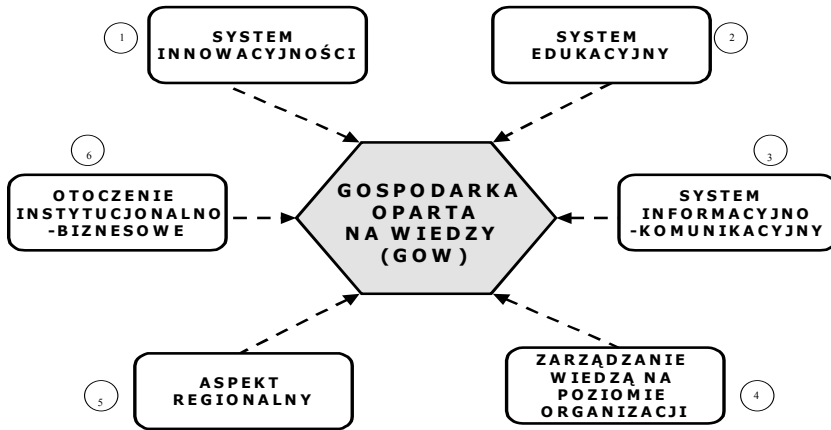 1
SYSTEM
INNOWACYJNOŚCI
SYSTEM
EDUKACYJNY
2
6
3
OTOCZENIE
INSTYTUCJONALNO
-BIZNESOWE
GOSPODARKA
OPARTA
NA WIEDZY
(GOW)
SYSTEM
INFORMACYJNO
-KOMUNIKACYJNY
5
ASPEKT
REGIONALNY
ZARZĄDZANIE
WIEDZĄ NA
POZIOMIE
ORGANIZACJI
4